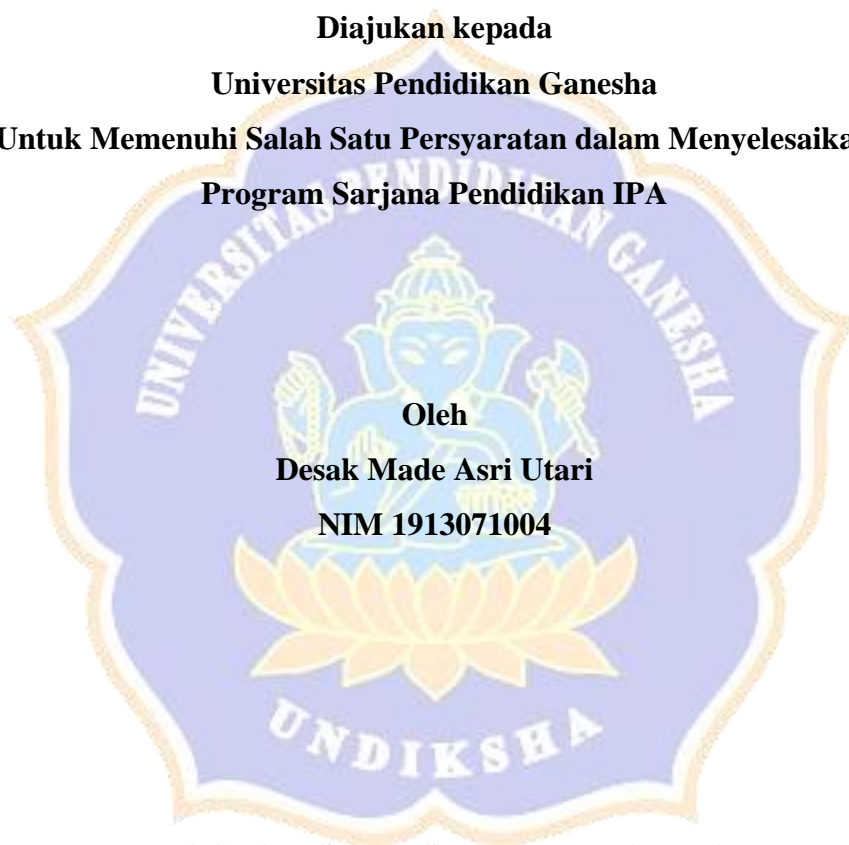 Diajukan kepada
Universitas Pendidikan Ganesha
Untuk Memenuhi Salah Satu Persyaratan dalam Menyelesaika
Program Sarjana Pendidikan IPA
UNIVERSITAS PENDIDIKAN GANESHA
Oleh
Desak Made Asri Utari
NIM 1913071004
UNDIKSHA